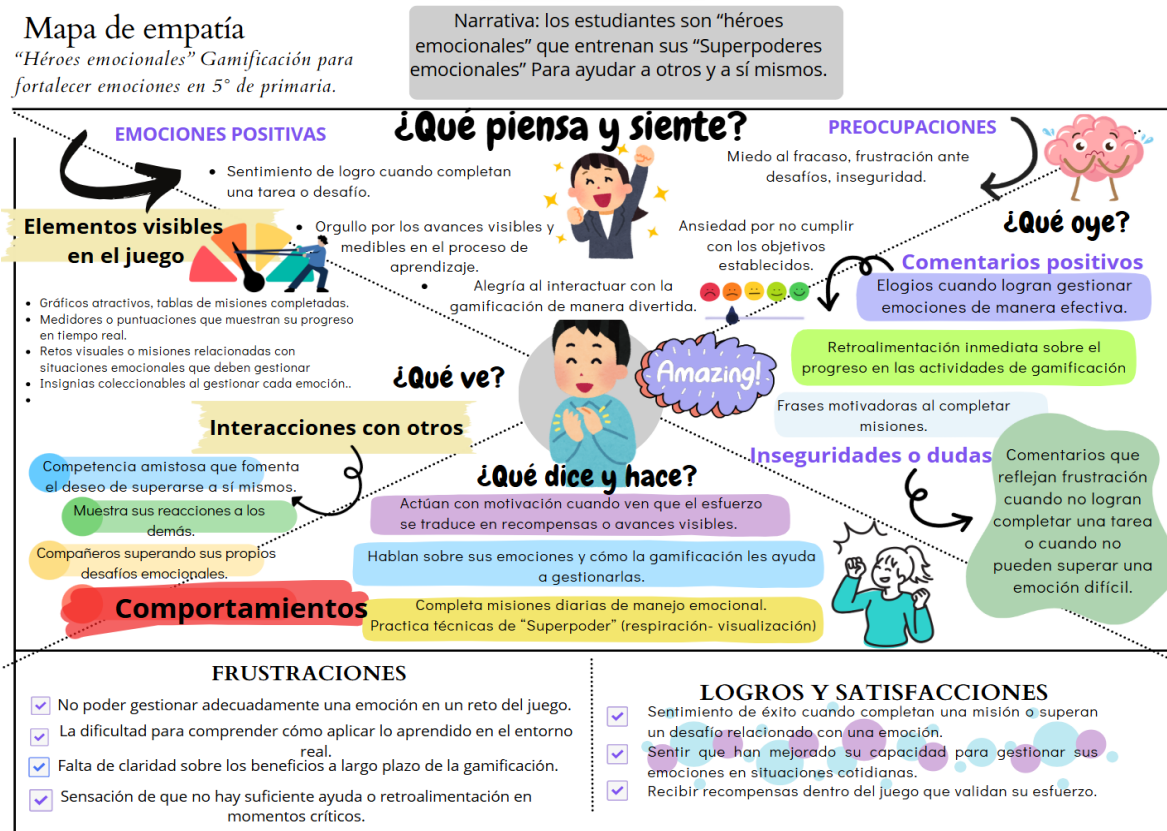 Mapa de empatía
“Héroes emocionales” Gamificación para
fortalecer emociones en 5° de primaria.
Narrativa: los estudiantes son “héroes
emocionales” que entrenan sus “Superpoderes
emocionales” Para ayudar a otros y a sí mismos.
¿Qué piensa y siente?
EMOCIONES POSITIVAS
• Sentimiento de logro cuando completan
una tarea o desafío.
• Orgullo por los avances visibles y
medibles en el proceso de
aprendizaje.
• Alegría al interactuar con la
gamificación de manera divertida.
PREOCUPACIONES
Miedo al fracaso, frustración ante
desafíos, inseguridad.
Ansiedad por no cumplir
con los objetivos
establecidos.
Elementos visibles
en el juego
• Gráficos atractivos, tablas de misiones completadas.
• Medidores o puntuaciones que muestran su progreso
en tiempo real.
• Retos visuales o misiones relacionadas con
situaciones emocionales que deben gestionar
• Insignias coleccionables al gestionar cada emoción..
•
¿Qué ve?
Interacciones con otros
Competencia amistosa que fomenta
el deseo de superarse a sí mismos.
Muestra sus reacciones a los
demás.
Compañeros superando sus propios
desafíos emocionales.
Amazing!
¿Qué oye?
Comentarios positivos
Elogios cuando logran gestionar
emociones de manera efectiva.
Retroalimentación inmediata sobre el
progreso en las actividades de gamificación
Frases motivadoras al completar
misiones.
Inseguridades o dudas
Comentarios que
reflejan frustración
cuando no logran
completar una tarea
o cuando no
pueden superar una
emoción difícil.
¿Qué dice y hace?
Actúan con motivación cuando ven que el esfuerzo
se traduce en recompensas o avances visibles.
Hablan sobre sus emociones y cómo la gamificación les ayuda
a gestionarlas.
Comportamientos
Completa misiones diarias de manejo emocional.
Practica técnicas de “Superpoder” (respiración- visualización)
FRUSTRACIONES
No poder gestionar adecuadamente una emoción en un reto del juego.
La dificultad para comprender cómo aplicar lo aprendido en el entorno
real.
Falta de claridad sobre los beneficios a largo plazo de la gamificación.
Sensación de que no hay suficiente ayuda o retroalimentación en
momentos críticos.
LOGROS Y SATISFACCIONES
Sentimiento de éxito cuando completan una misión o superan
un desafío relacionado con una emoción.
Sentir que han mejorado su capacidad para gestionar sus
emociones en situaciones cotidianas.
Recibir recompensas dentro del juego que validan su esfuerzo.